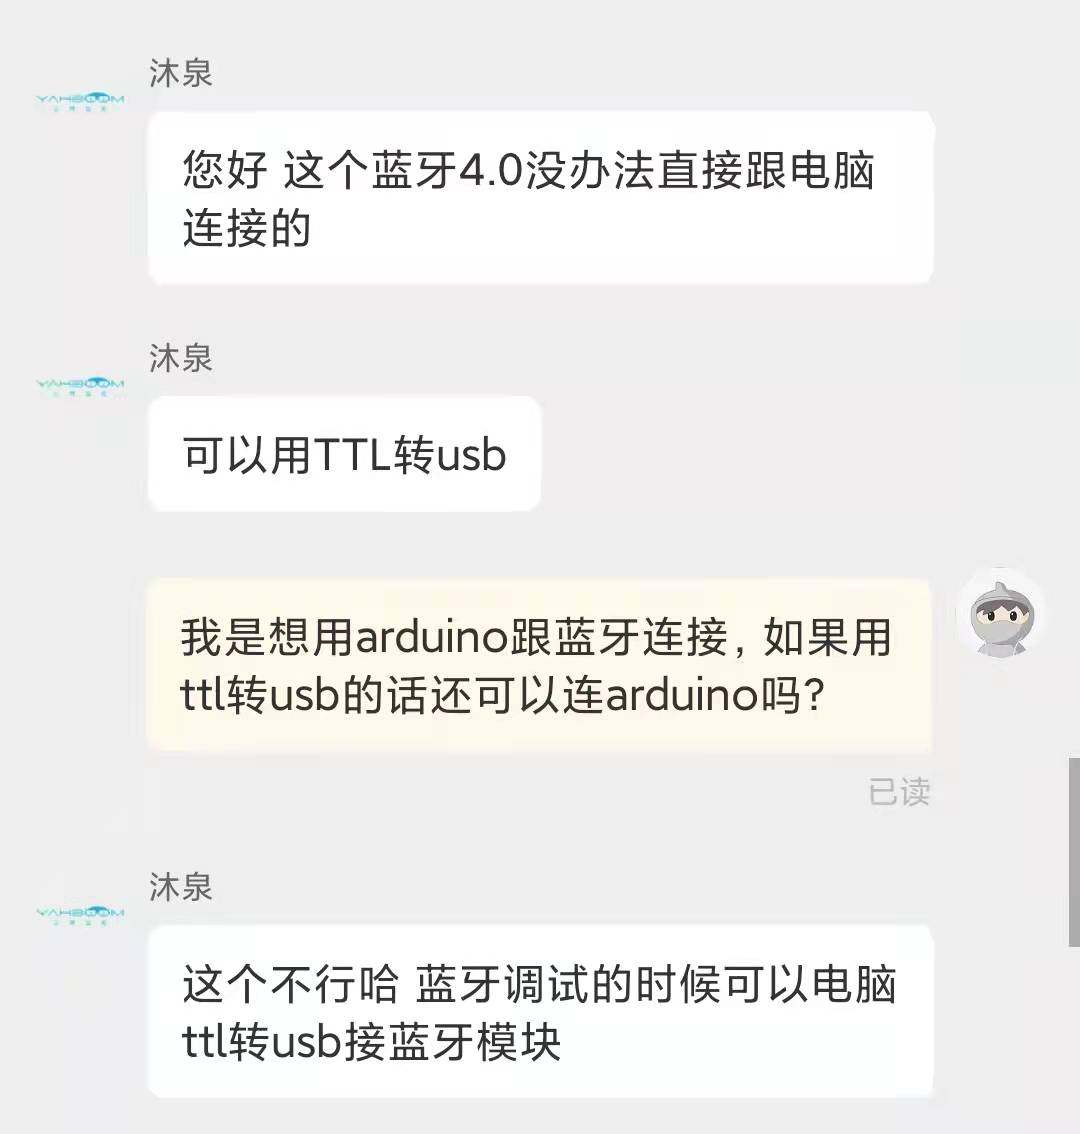 沐泉
YAHBOOM
您好 这个蓝牙4.0没办法直接跟电脑
连接的
沐泉
YAHBOOM
可以用TTL转usb
我是想用arduino跟蓝牙连接，如果用
ttl转usb的话还可以连arduino吗？
已读
沐泉
YAHBOOM
这个不行哈 蓝牙调试的时候可以电脑
ttl转usb接蓝牙模块